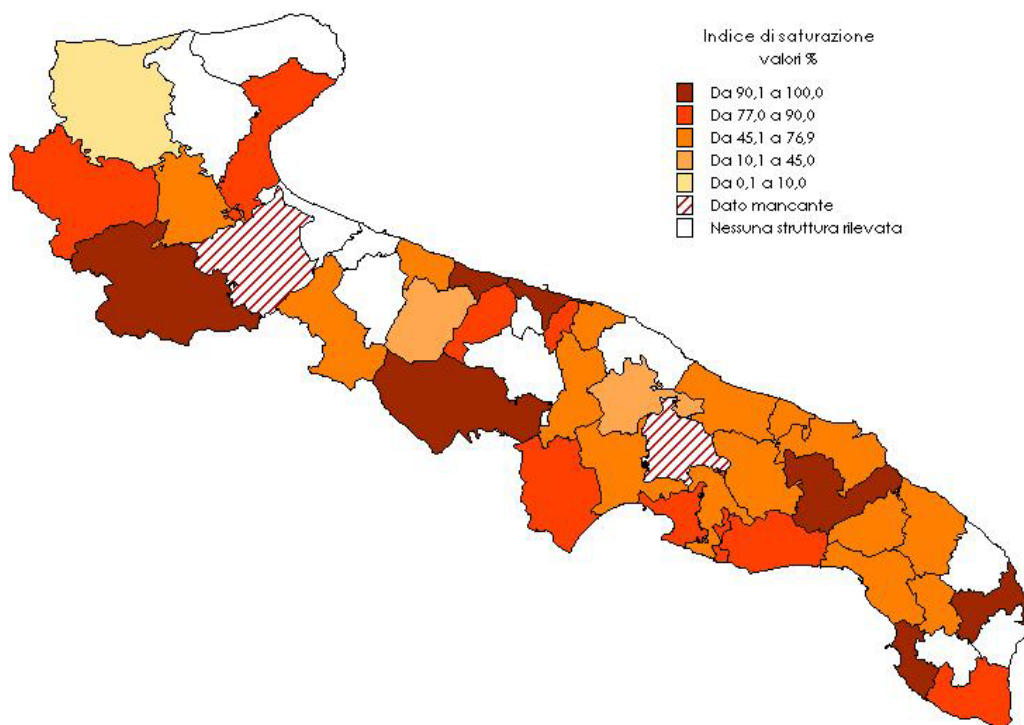 Indice di saturazione
valori %
Da 90,1 a 100,0
Da 77,0 a 90,0
Da 45,1 a 76,9
Da 10,1 a 45,0
Da 0,1 a 10,0
Dato mancante
Nessuna struttura rilevata